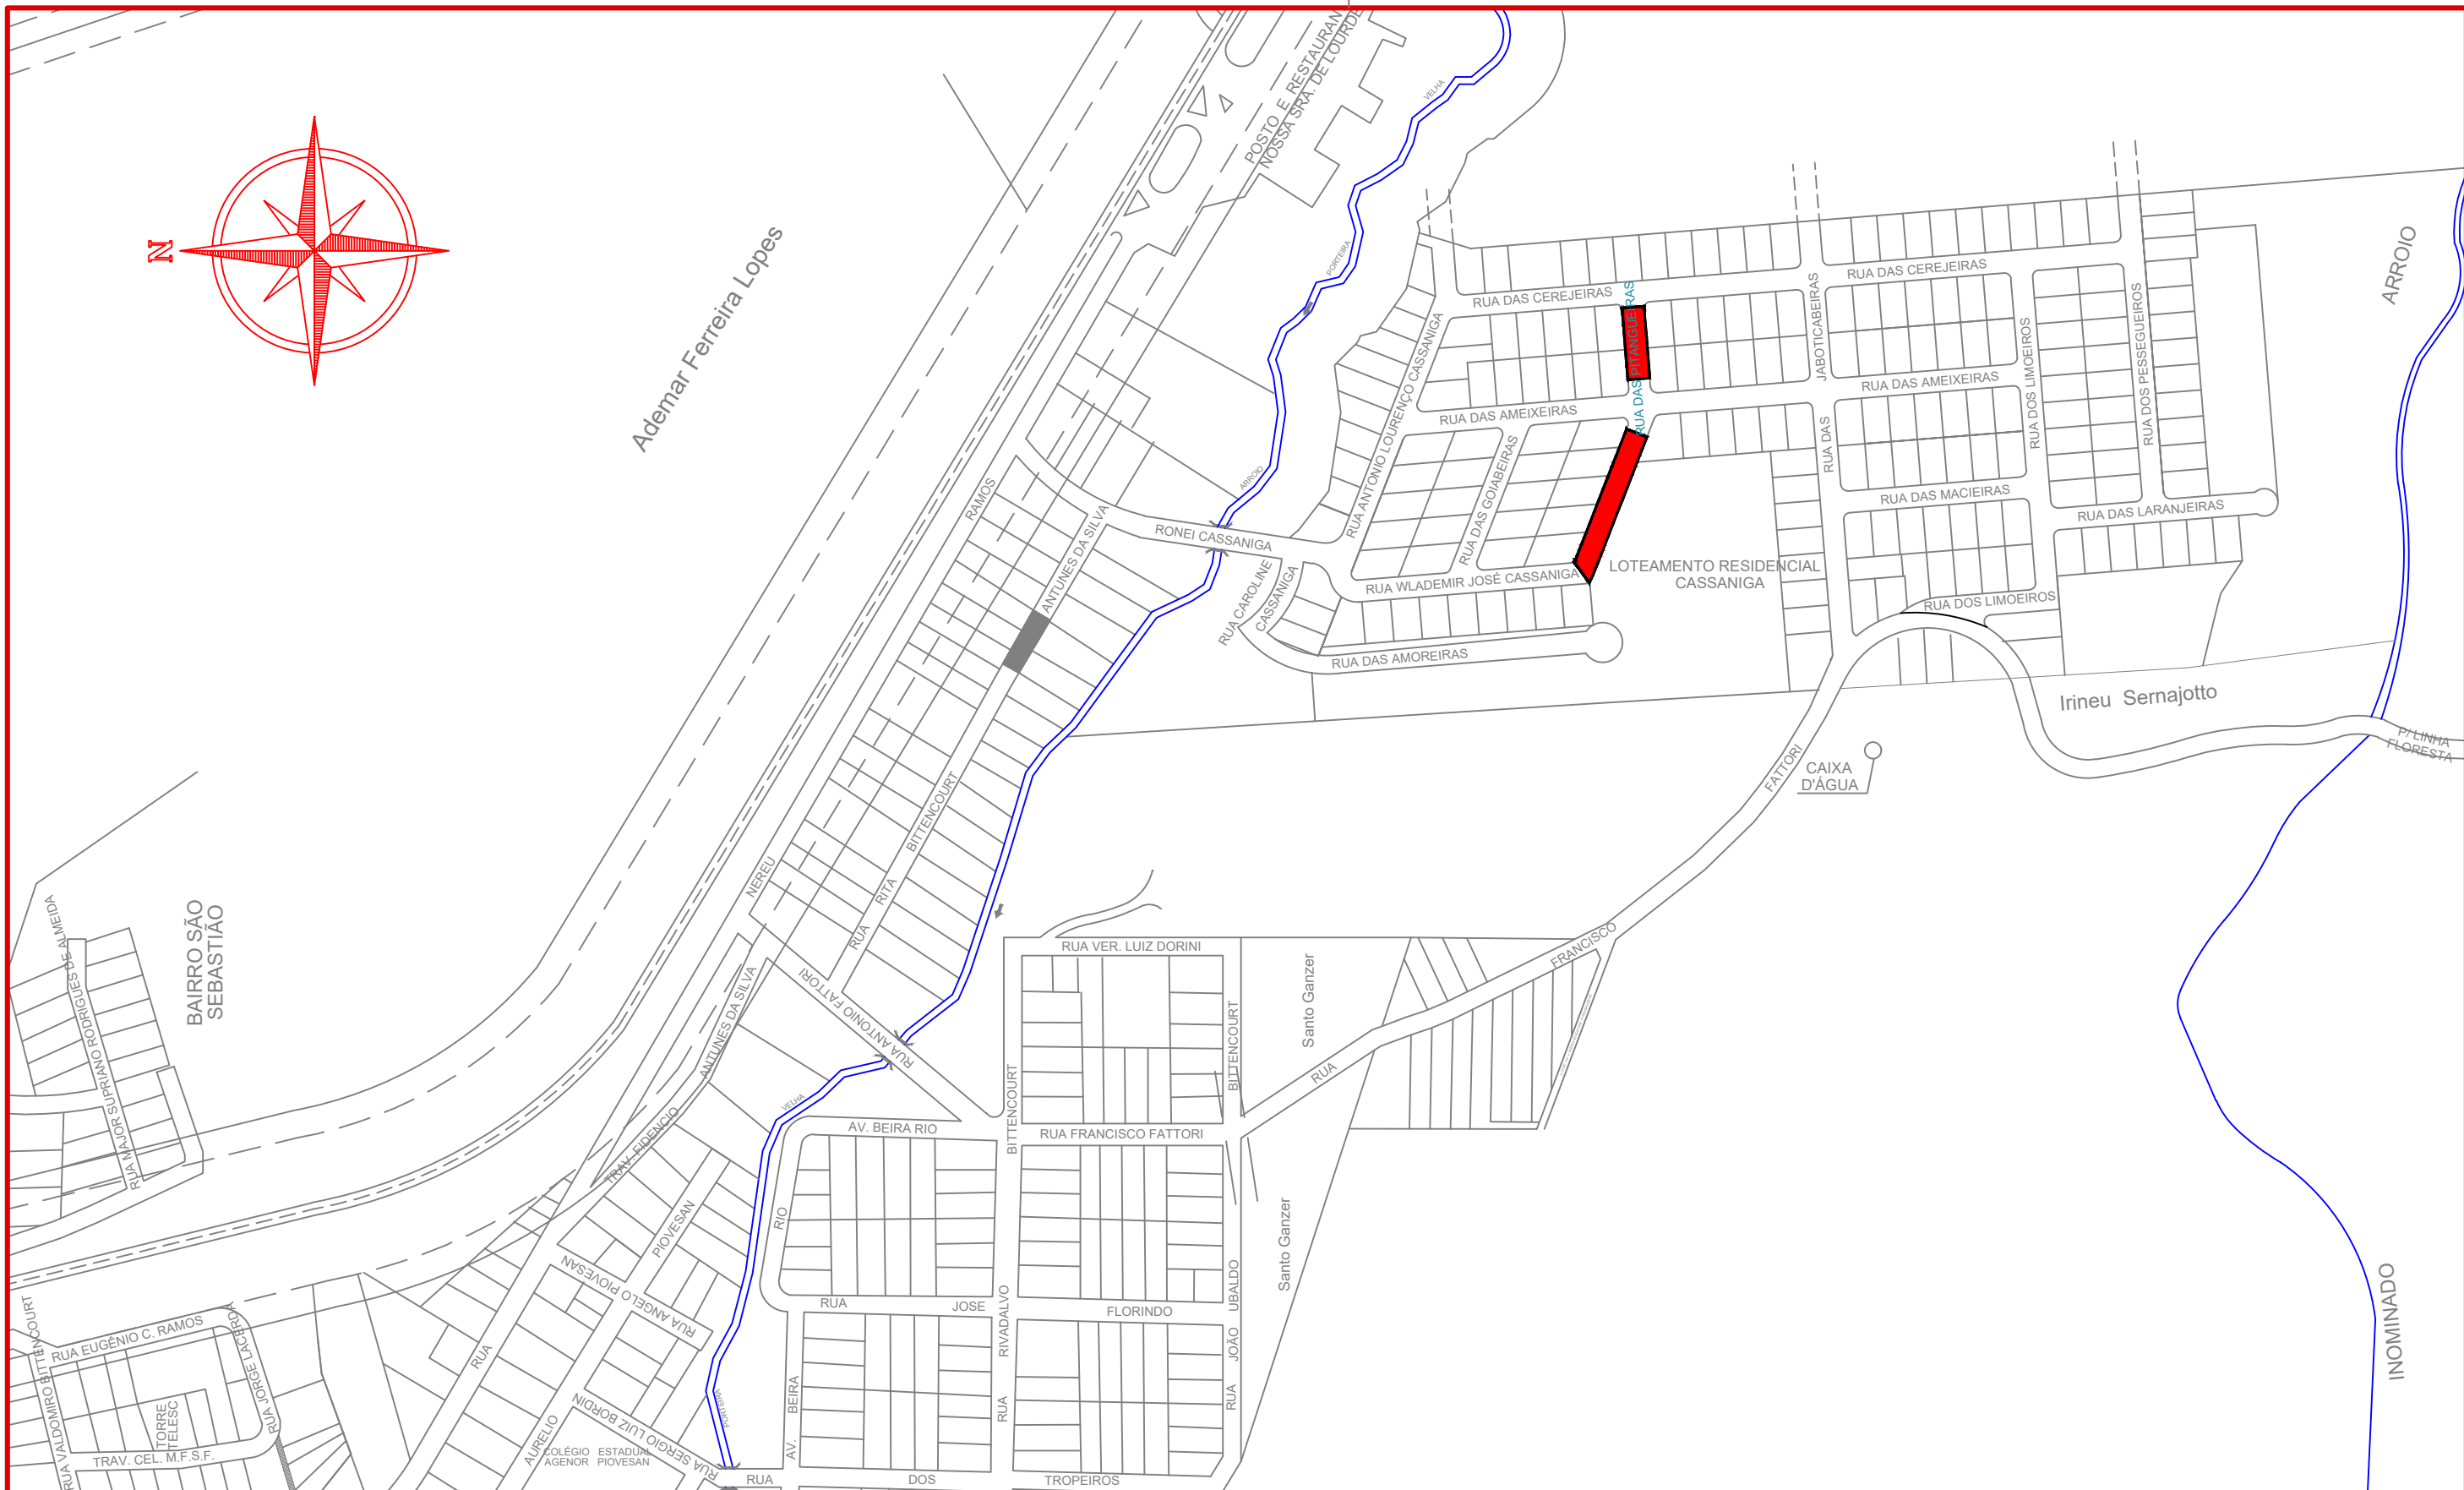 N
Ademar Ferreira Lopes
POSTO E RESTAURAN
NOSSA SRA. DE LOURDE
VELHA
PORTEIRA
ARROIO
ARROIO
RUA DAS CEREJEIRAS
RUA DAS CEREJEIRAS
RUA DAS PITANGUEIRAS
JABOTICABEIRAS
RUA DAS
RUA DOS LIMOEIROS
RUA DOS PESSEGUEIROS
RUA ANTONIO LOURENÇO CASSANIGA
RUA DAS AMEIXEIRAS
RUA DAS AMEIXEIRAS
RUA DAS GOIABEIRAS
RUA DAS MACIEIRAS
RUA DAS LARANJEIRAS
RAMOS
ANTUNES DA SILVA
RONEI CASSANIGA
RUA CAROLINE
CASSANIGA
RUA WLADEMIR JOSÉ CASSANIGA
LOTEAMENTO RESIDENCIAL
CASSANIGA
RUA DOS LIMOEIROS
RUA DAS AMOREIRAS
Irineu Sernajotto
P/ LINHA
FLORESTA
FATTORI
CAIXA
D'ÁGUA
BITTENCOURT
NEREU
RITA
RUA
BAIRRO SÃO
SEBASTIÃO
RUA MAJOR SUPRIANO RODRIGUES DE ALMEIDA
RUA VER. LUIZ DORINI
FRANCISCO
RUA
Santo Ganzer
ANTUNES DA SILVA
RUA ANTONIO FATTORI
BITTENCOURT
BITTENCOURT
VELHA
AV. BEIRA RIO
RUA FRANCISCO FATTORI
TRAV. FIDENCIO
PIOVESAN
RIO
Santo Ganzer
RUA ANGELO PIOVESAN
RUA
JOSE
FLORINDO
UBALDO
RIVADALVO
JOÃO
INOMINADO
RUA VALDOMIRO BITTENCOURT
RUA EUGÊNIO C. RAMOS
RUA JORGE LACERDA
RUA
TORRE
TELESC
TRAV. CEL. M.F.S.F.
AURELIO
RUA SERGIO LUIZ BORDIN
COLÉGIO ESTADUAL
AGENOR PIOVESAN
PORTEIRA
BEIRA
AV.
RUA
RUA
RUA
DOS
TROPEIROS